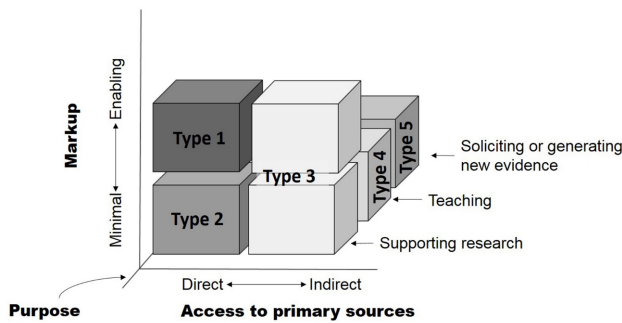 Markup
Minimal
Enabling
Type 1
Type 2
Type 3
Type 4
Type 5
Soliciting or generating
new evidence
Teaching
Supporting research
Direct
Indirect
Purpose
Access to primary sources